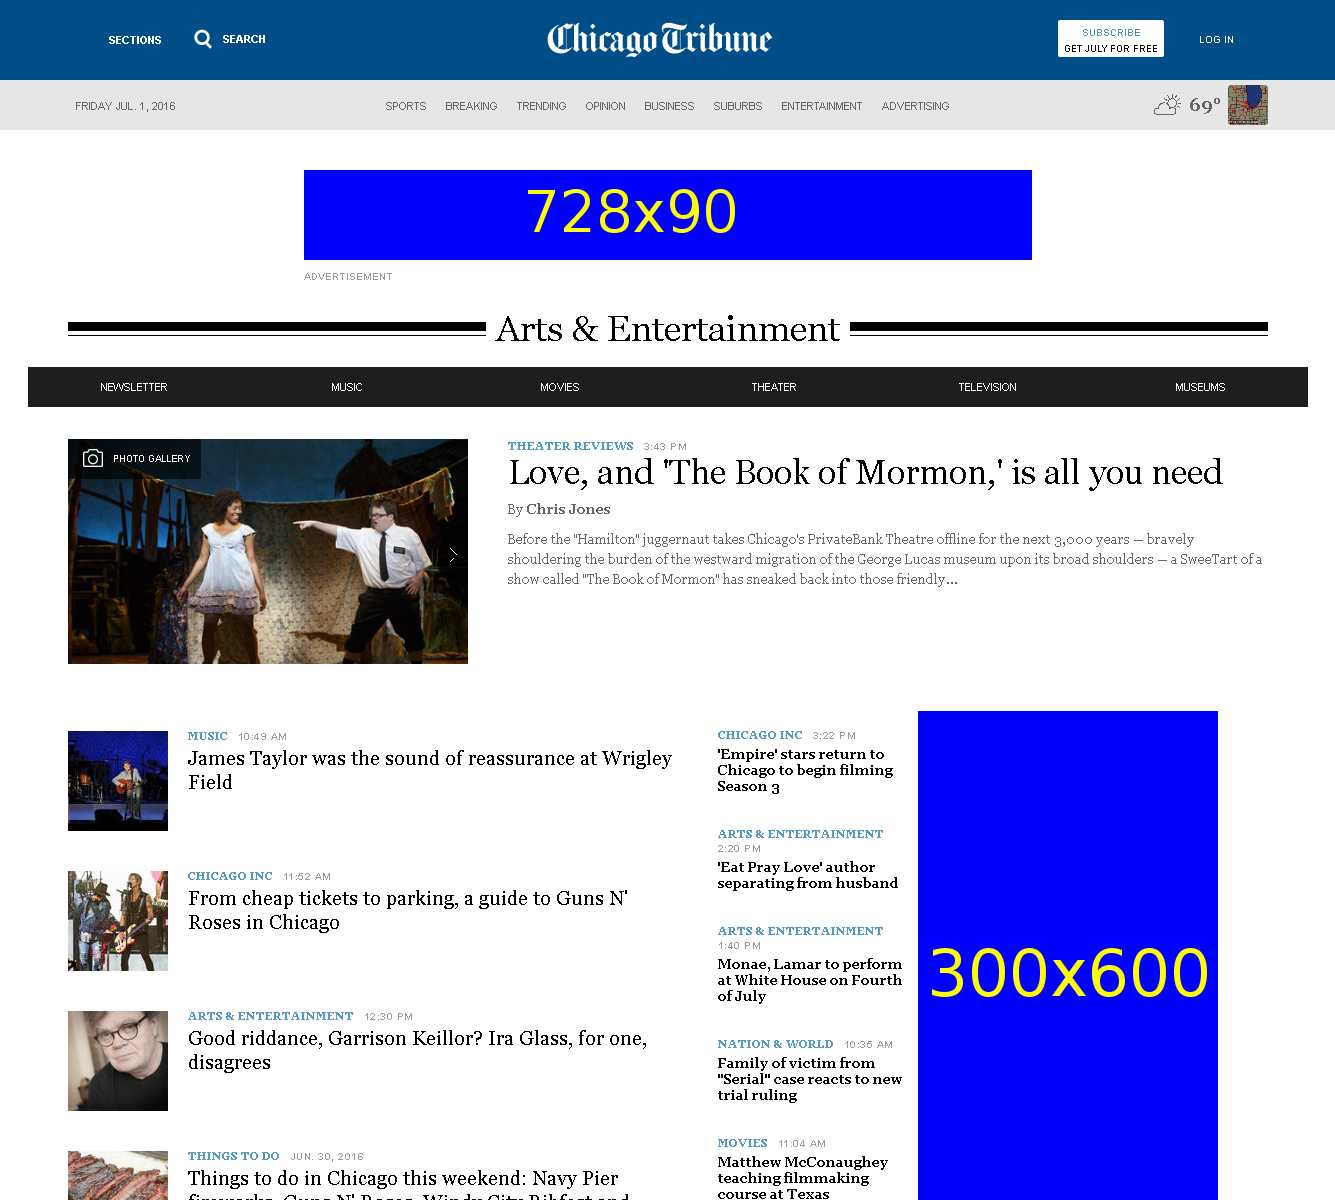 SECTIONS
SEARCH
Chicago Tribune
SUBSCRIBE
GET JULY FOR FREE
LOG IN
FRIDAY JUL. 1, 2016
SPORTS BREAKING TRENDING OPINION BUSINESS SUBURBS ENTERTAINMENT ADVERTISING
69°
728x90
ADVERTISEMENT
Arts & Entertainment
NEWSLETTER MUSIC MOVIES THEATER TELEVISION MUSEUMS
PHOTO GALLERY
THEATER REVIEWS 3:43 PM
Love, and 'The Book of Mormon,' is all you need
By Chris Jones
Before the "Hamilton" juggernaut takes Chicago's PrivateBank Theatre offline for the next 3,000 years — bravely
shouldering the burden of the westward migration of the George Lucas museum upon its broad shoulders — a SweeTart of a
show called "The Book of Mormon" has sneaked back into those friendly...
MUSIC 10:49 AM
James Taylor was the sound of reassurance at Wrigley
Field
CHICAGO INC 11:52 AM
From cheap tickets to parking, a guide to Guns N'
Roses in Chicago
ARTS & ENTERTAINMENT 12:30 PM
Good riddance, Garrison Keillor? Ira Glass, for one,
disagrees
THINGS TO DO JUN. 30, 2016
Things to do in Chicago this weekend: Navy Pier
fireworks, Guns N' Roses, Windy City Ribfest and
CHICAGO INC 3:22 PM
'Empire' stars return to
Chicago to begin filming
Season 3
ARTS & ENTERTAINMENT
2:20 PM
'Eat Pray Love' author
separating from husband
ARTS & ENTERTAINMENT
1:40 PM
Monae, Lamar to perform
at White House on Fourth
of July
NATION & WORLD 10:35 AM
Family of victim from
"Serial" case reacts to new
trial ruling
MOVIES 11:04 AM
Matthew McConaughey
teaching filmmaking
course at Texas
300x600